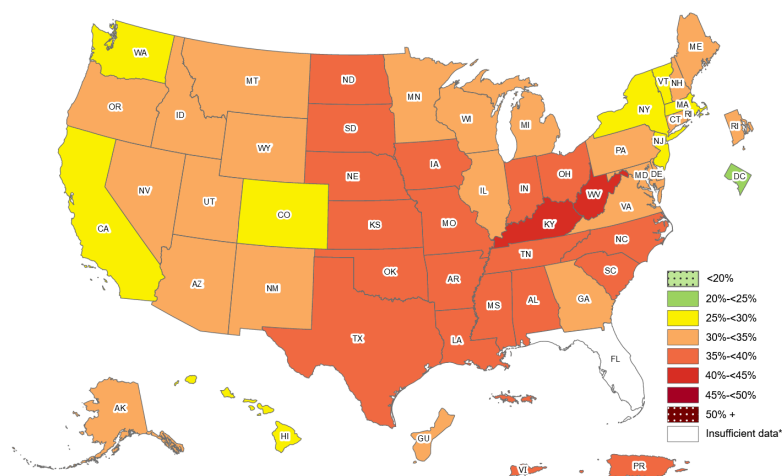 WA
MT
ND
MN
ME
VT
NH
OR
ID
SD
WI
MI
NY
MA
RI
CT
RI
WY
IA
NE
PA
NJ
NV
UT
CO
IL
IN
OH
MD
DE
DC
WV
VA
CA
KS
MO
KY
AZ
NM
OK
AR
TN
NC
SC
MS
AL
GA
TX
LA
FL
AK
HI
GU
VI
PR
<20%
20%-<25%
25%-<30%
30%-<35%
35%-<40%
40%-<45%
45%-<50%
50% +
Insufficient data*